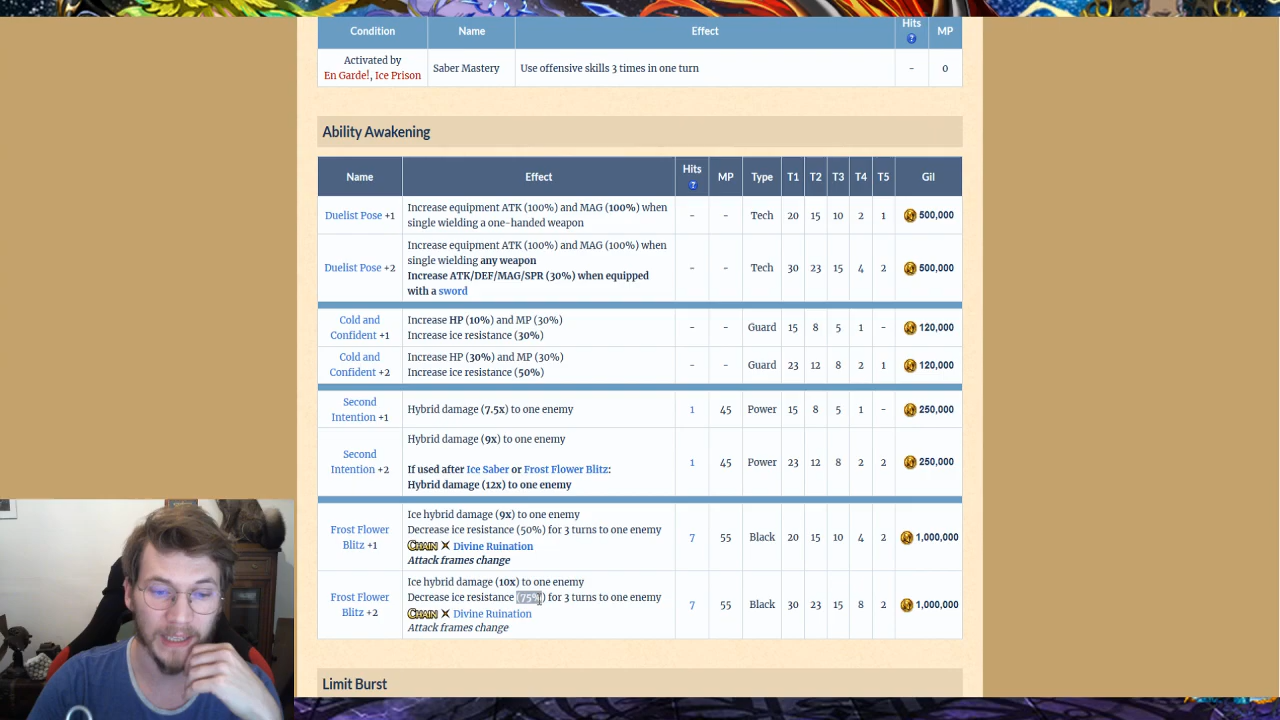 Condition Name Effect Hits MP
Activated by
En Garde!, Ice Prison Saber Mastery Use offensive skills 3 times in one turn - 0
Ability Awakening
Name Effect Hits MP Type T1 T2 T3 T4 T5 Gil
Duelist Pose +1 Increase equipment ATK (100%) and MAG (100%) when
single wielding a one-handed weapon - - Tech 20 15 10 2 1 500,000
Duelist Pose +2 Increase equipment ATK (100%) and MAG (100%) when
single wielding any weapon
Increase ATK/DEF/MAG/SPR (30%) when equipped
with a sword - - Tech 30 23 15 4 2 500,000
Cold and
Confident +1 Increase HP (10%) and MP (30%)
Increase ice resistance (30%) - - Guard 15 8 5 1 - 120,000
Cold and
Confident +2 Increase HP (30%) and MP (30%)
Increase ice resistance (50%) - - Guard 23 12 8 2 1 120,000
Second
Intention +1 Hybrid damage (7.5x) to one enemy 1 45 Power 15 8 5 1 - 250,000
Second
Intention +2 Hybrid damage (9x) to one enemy
If used after Ice Saber or Frost Flower Blitz:
Hybrid damage (12x) to one enemy 1 45 Power 23 12 8 2 2 250,000
Frost Flower
Blitz +1 Ice hybrid damage (9x) to one enemy
Decrease ice resistance (50%) for 3 turns to one enemy
CHAIN Divine Ruination
Attack frames change 7 55 Black 20 15 10 4 2 1,000,000
Frost Flower
Blitz +2 Ice hybrid damage (10x) to one enemy
Decrease ice resistance (75%) for 3 turns to one enemy
CHAIN Divine Ruination
Attack frames change 7 55 Black 30 23 15 8 2 1,000,000
Limit Burst